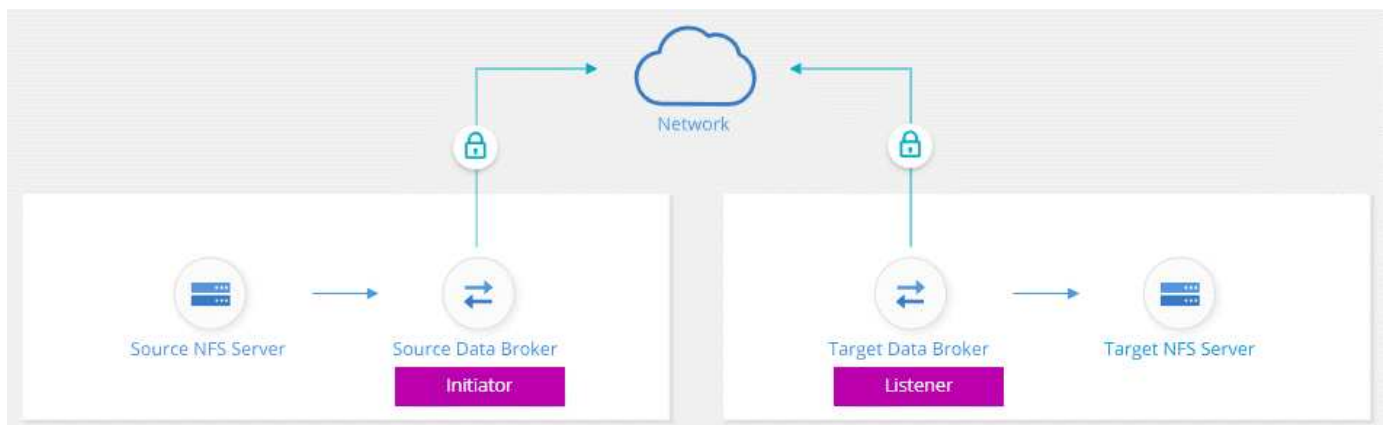 Network
Source NFS Server
Source Data Broker
Target Data Broker
Target NFS Server
Initiator
Listener